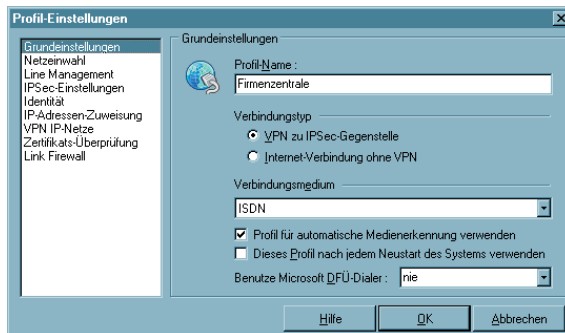 Profil-Einstellungen
Grundeinstellungen
Netzeinwahl
Line Management
IPSec-Einstellungen
Identität
IP-Adressen-Zuweisung
VPN IP-Netze
Zertifikats-Überprüfung
Link Firewall
Grundeinstellungen
Profil-Name :
Firmenzentrale
Verbindungstyp
VPN zu IPSec-Gegenstelle
Internet-Verbindung ohne VPN
Verbindungsmedium
ISDN
Profil für automatische Medienerkennung verwenden
Dieses Profil nach jedem Neustart des Systems verwenden
Benutze Microsoft DFÜ-Dialer : nie
Hilfe OK Abbrechen